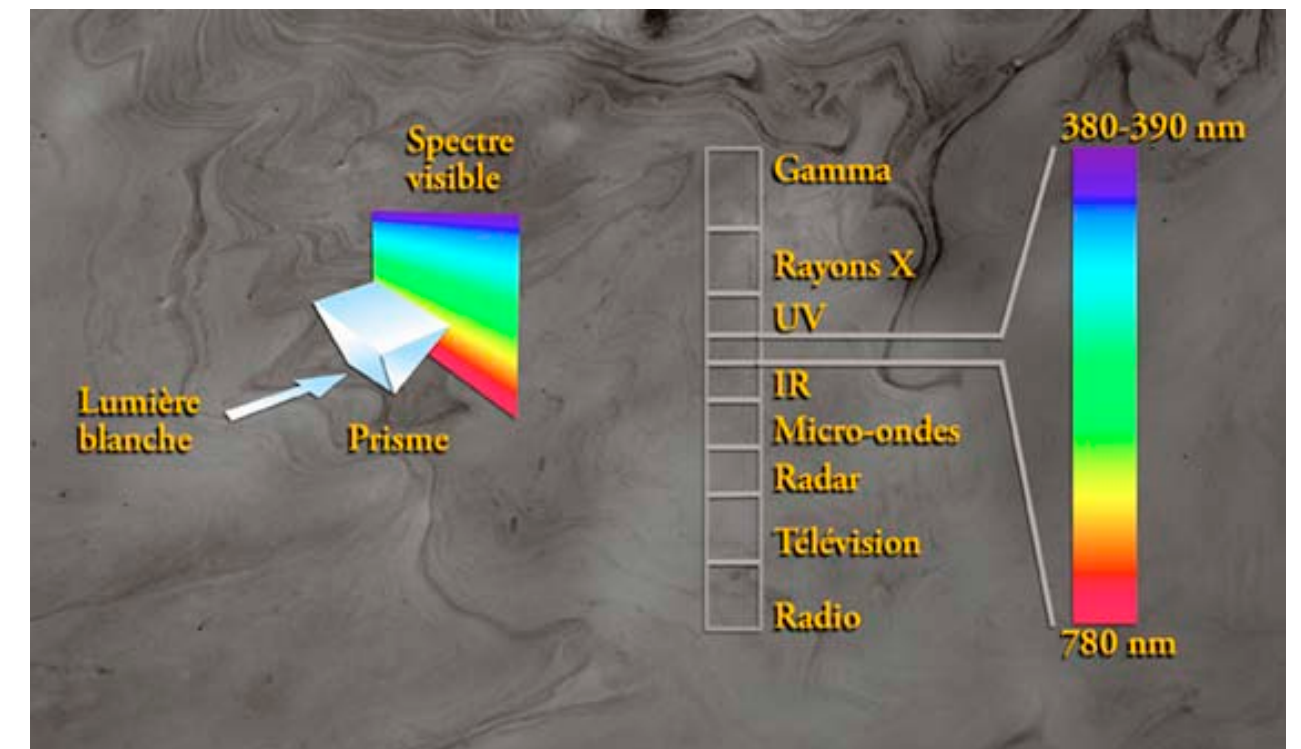 Spectre
visible
Lumière
blanche
Prisme
Gamma
Rayons X
UV
IR
Micro-ondes
Radar
Télévision
Radio
380-390 nm
780 nm